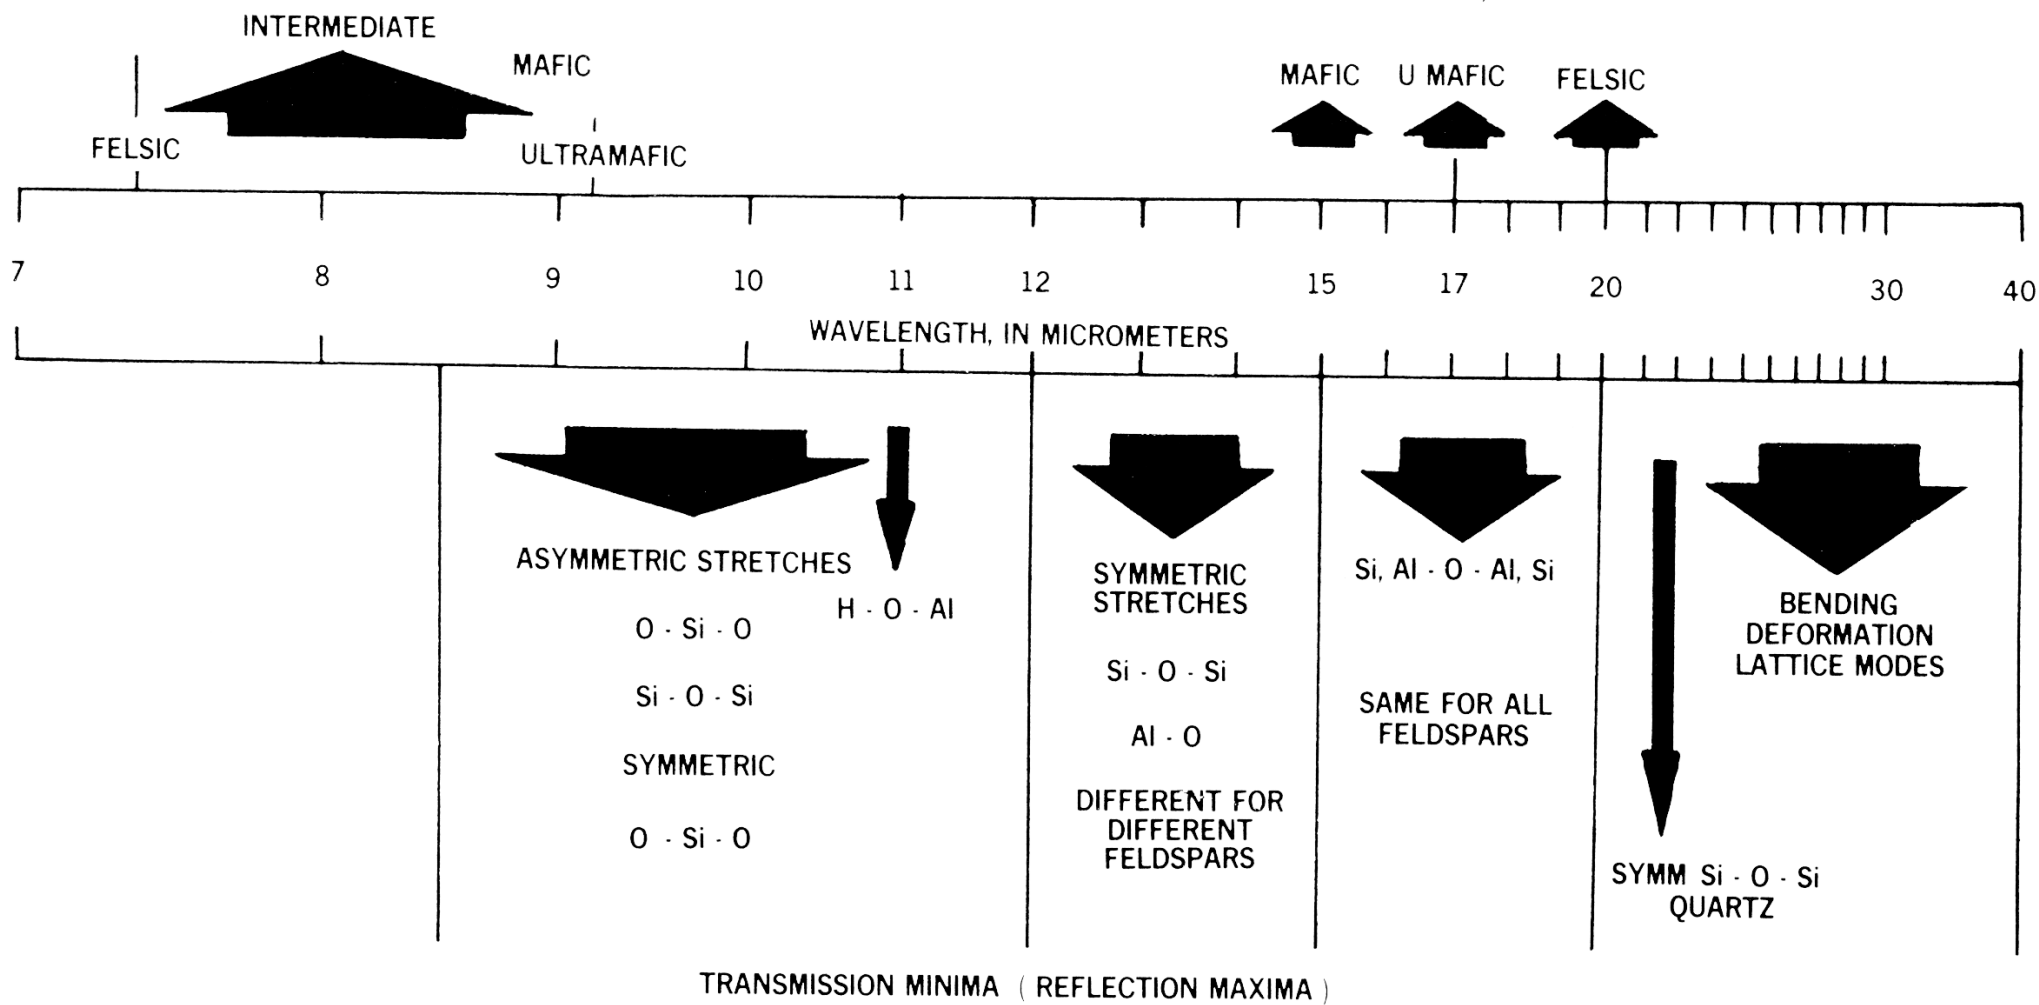 INTERMEDIATE
MAFIC
FELSIC
ULTRAMAFIC
MAFIC U MAFIC FELSIC
7 8 9 10 11 12 15 17 20 30 40
WAVELENGTH, IN MICROMETERS
ASYMMETRIC STRETCHES
O - Si - O
Si - O - Si
SYMMETRIC
O - Si - O
H - O - Al
SYMMETRIC
STRETCHES
Si - O - Si
Al - O
DIFFERENT FOR
DIFFERENT
FELDSPARS
Si, Al - O - Al, Si
SAME FOR ALL
FELDSPARS
SYMM Si - O - Si
QUARTZ
BENDING
DEFORMATION
LATTICE MODES
TRANSMISSION MINIMA ( REFLECTION MAXIMA )